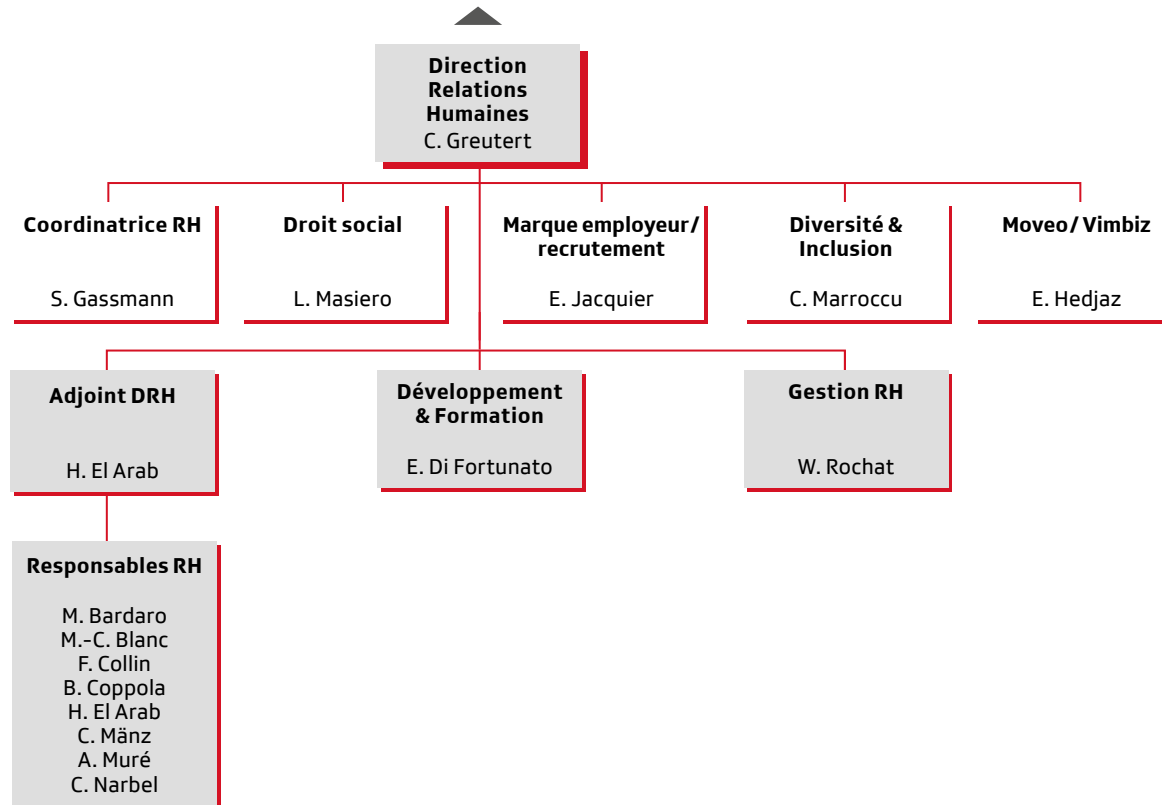 Direction
Relations
Humaines
C. Greutert
Coordinatrice RH
S. Gassmann
Droit social
L. Masiero
Marque employeur/
recrutement
E. Jacquier
Diversité &
Inclusion
C. Marroccu
Moveo/ Vimbiz
E. Hedjaz
Adjoint DRH
H. El Arab
Développement
& Formation
E. Di Fortunato
Gestion RH
W. Rochat
Responsables RH
M. Bardaro
M.-C. Blanc
F. Collin
B. Coppola
H. El Arab
C. Mänz
A. Muré
C. Narbel